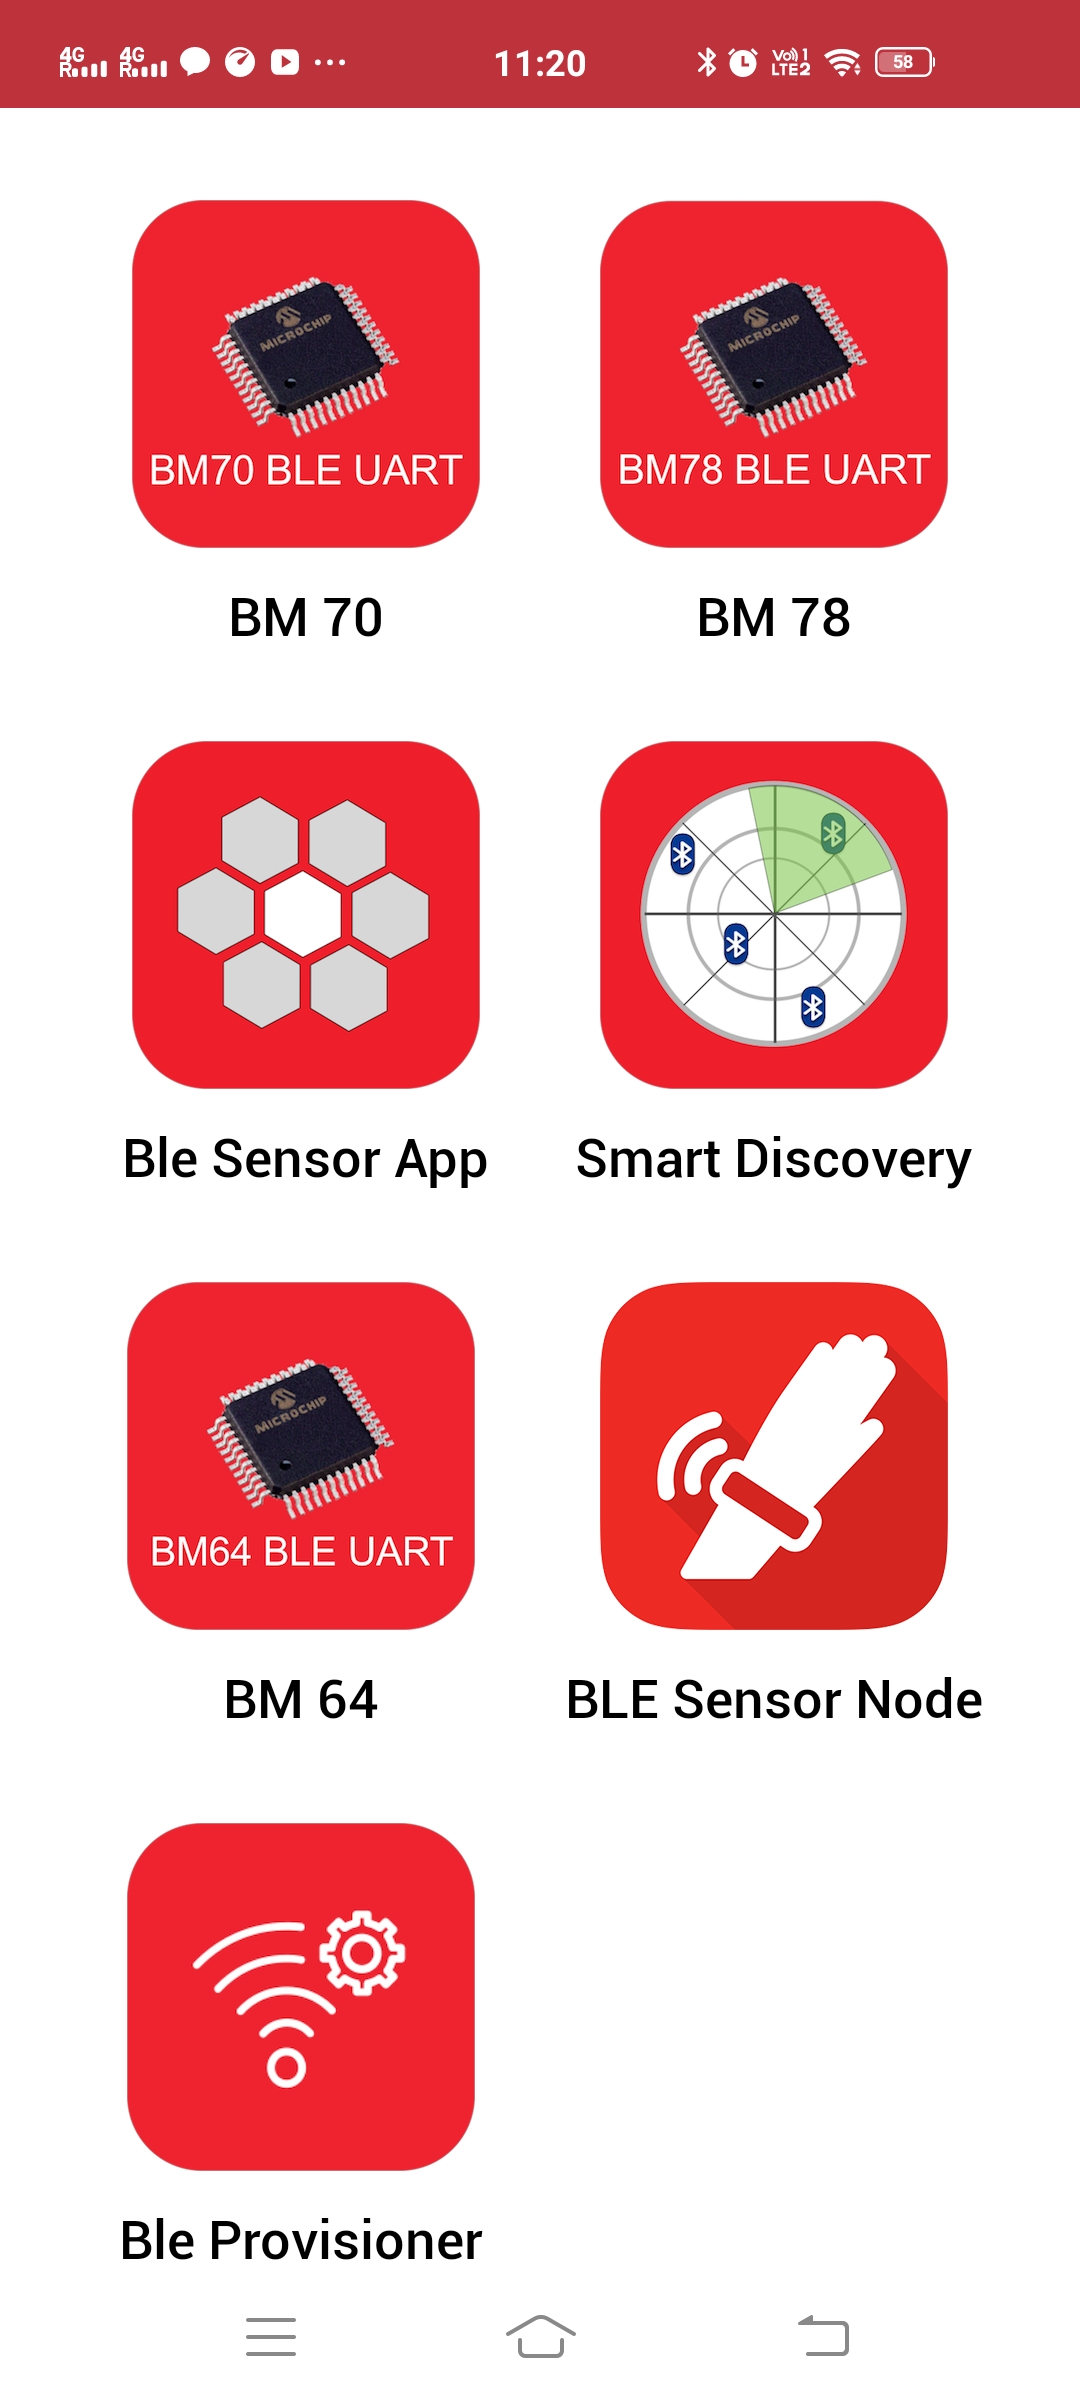 4G R 4G R 11:20 Vo)) 1 LTE2 58
MICROCHIP MICROCHIP
BM70 BLE UART BM78 BLE UART
BM 70 BM 78
Ble Sensor App Smart Discovery
MICROCHIP
BM64 BLE UART
BM 64 BLE Sensor Node
Ble Provisioner